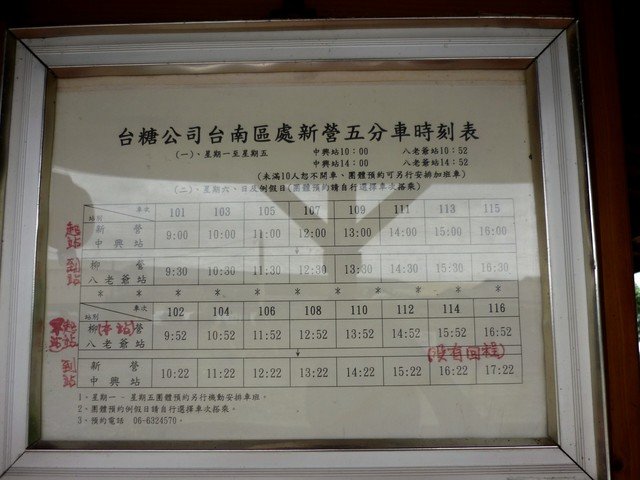 台糖公司台南區處新營五分車時刻表
(一)、星期一至星期五 中興站10：00 八老爺站10：52
中興站14：00 八老爺站14：52
(未滿10人恕不開車、團體預約可另行安排加班車)
(二)、星期六、日及例假日(團體預約請自行選擇車次搭乘)
站別 車次 101 103 105 107 109 111 113 115
起站 新營中興站 9:00 10:00 11:00 12:00 13:00 14:00 15:00 16:00
到站 柳營八老爺站 9:30 10:30 11:30 12:30 13:30 14:30 15:30 16:30
* * * * * * * * *
站別 車次 102 104 106 108 110 112 114 116
起站 柳(本站)營八老爺站 9:52 10:52 11:52 12:52 13:52 14:52 15:52 16:52
(沒有回程)
到站 新營中興站 10:22 11:22 12:22 13:22 14:22 15:22 16:22 17:22
1、星期一 - 星期五團體預約另行機動安排車班。
2、團體預約例假日請自行選擇車次搭乘。
3、預約電話 06-6324570。